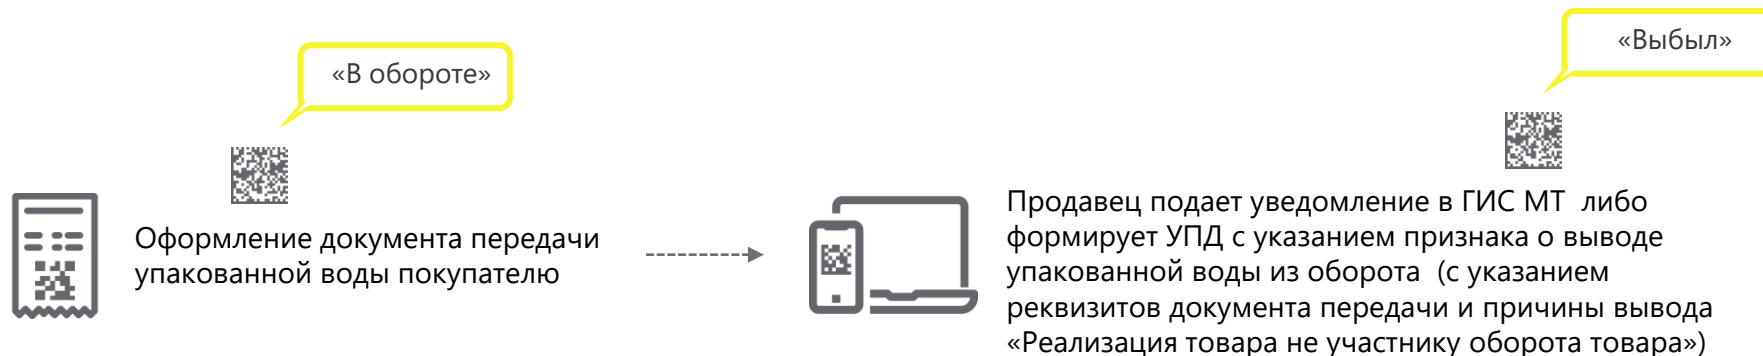 «В обороте»
«Выбыл»
Оформление документа передачи
упакованной воды покупателю
Продавец подает уведомление в ГИС МТ либо
формирует УПД с указанием признака о выводе
упакованной воды из оборота (с указанием
реквизитов документа передачи и причины вывода
«Реализация товара не участнику оборота товара»)